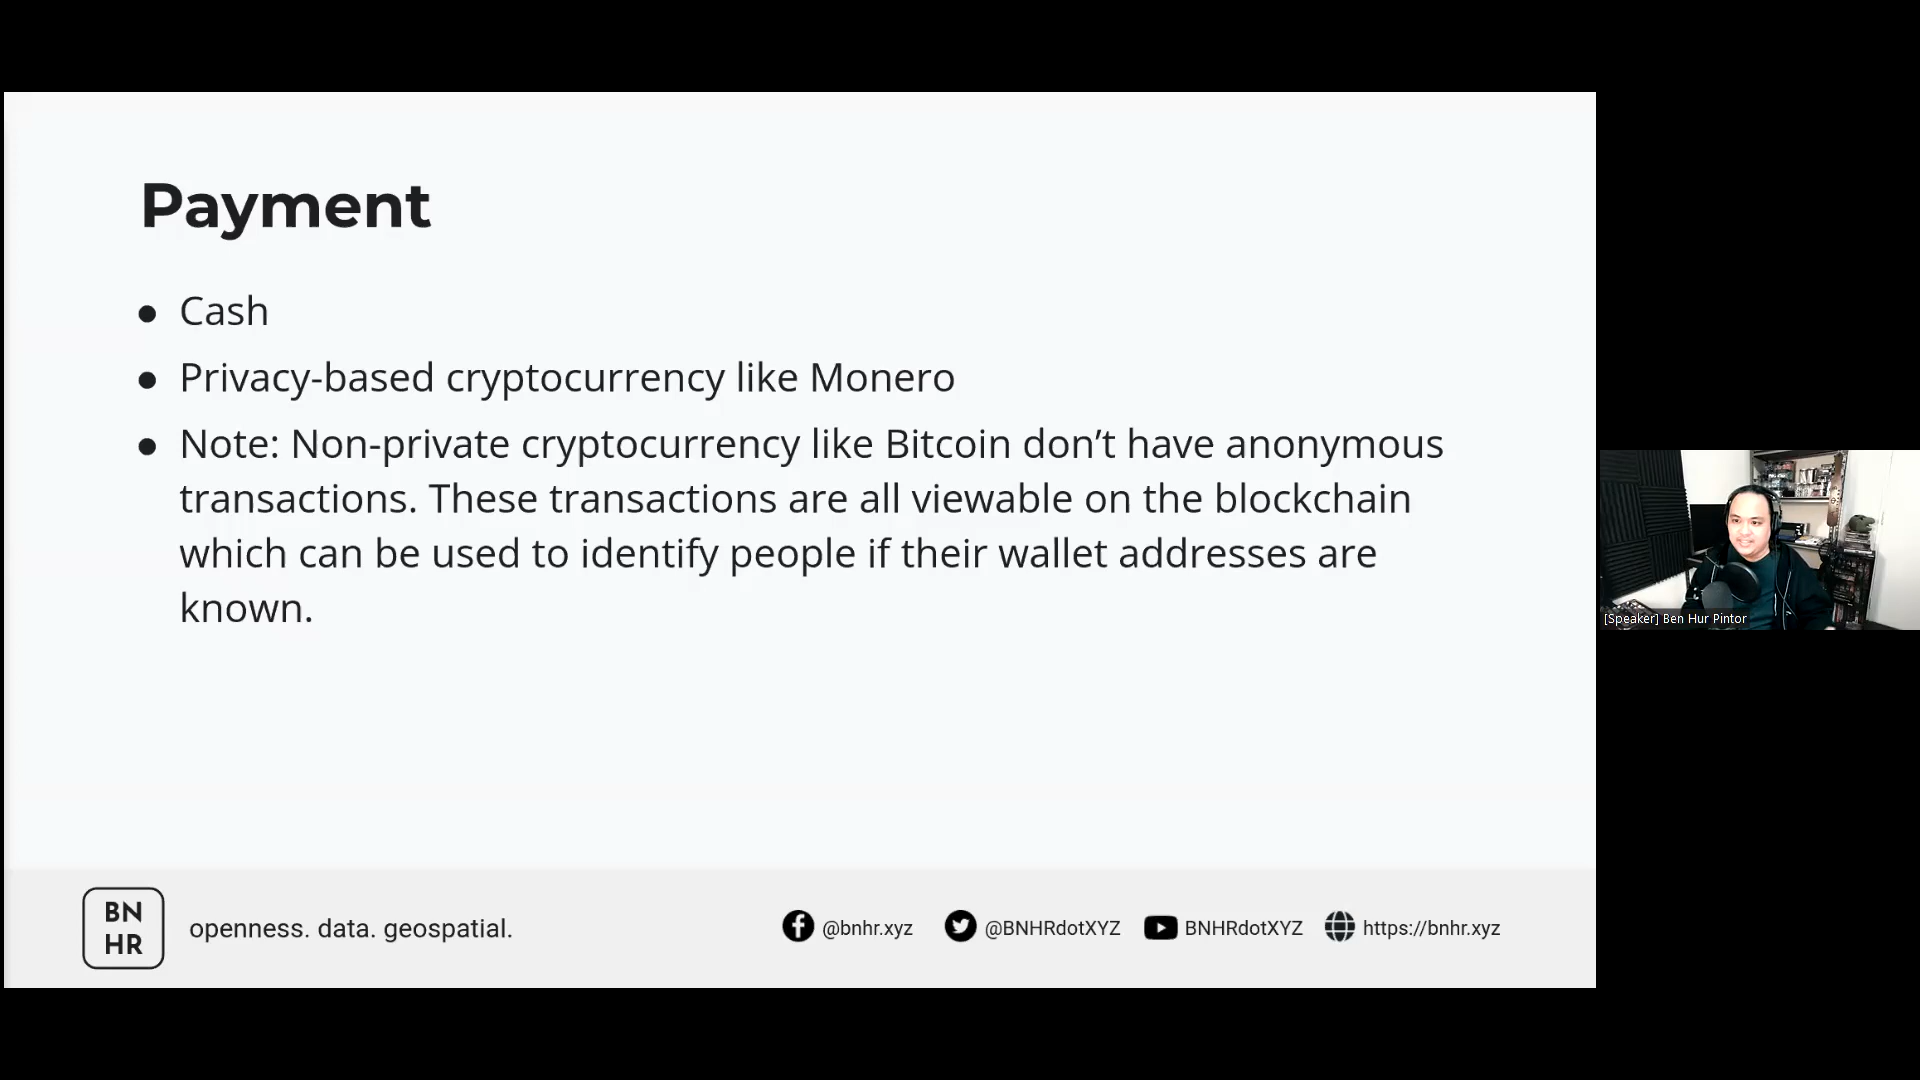 Payment
● Cash
● Privacy-based cryptocurrency like Monero
● Note: Non-private cryptocurrency like Bitcoin don’t have anonymous
transactions. These transactions are all viewable on the blockchain
which can be used to identify people if their wallet addresses are
known.
[Speaker] Ben Hur Pintor
BN
HR
openness. data. geospatial.
@bnhr.xyz
@BNHRdotXYZ
BNHRdotXYZ
https://bnhr.xyz